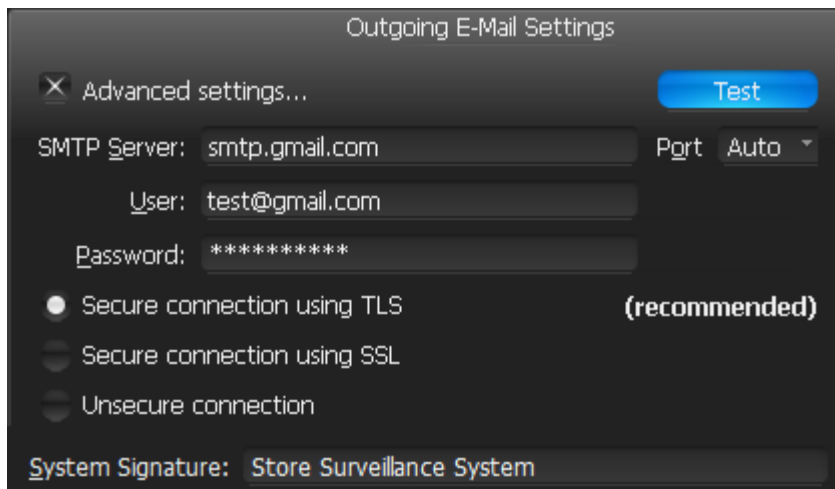 Outgoing E-Mail Settings
Advanced settings... Test
SMTP Server: smtp.gmail.com Port Auto
User: test@gmail.com
Password: **********
Secure connection using TLS (recommended)
Secure connection using SSL
Unsecure connection
System Signature: Store Surveillance System